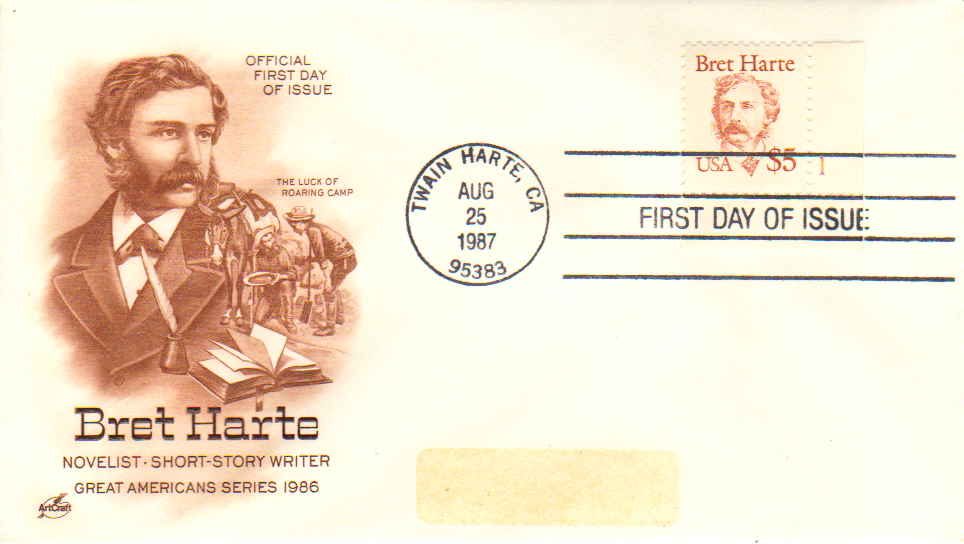 OFFICIAL
FIRST DAY
OF ISSUE
THE LUCK OF
ROARING CAMP
Bret Harte
NOVELIST · SHORT-STORY WRITER
GREAT AMERICANS SERIES 1986
ArtCraft
TWAIN HARTE, CA
AUG
25
1987
95383
Bret Harte
USA $5 1
FIRST DAY OF ISSUE